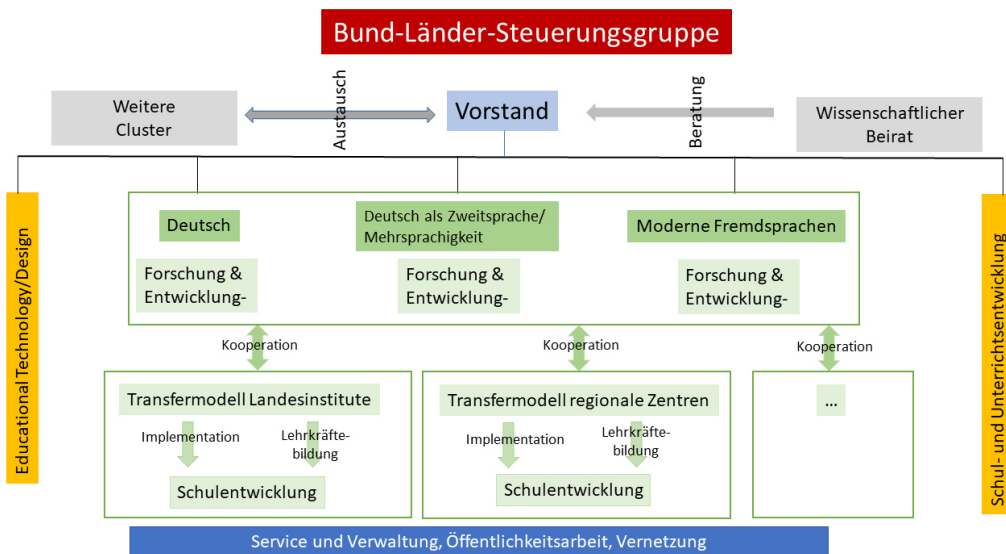 Bund-Länder-Steuerungsgruppe
Weitere
Cluster
Austausch
Vorstand
Beratung
Wissenschaftlicher
Beirat
Educational Technology/Design
Deutsch
Deutsch als Zweitsprache/
Mehrsprachigkeit
Moderne Fremdsprachen
Forschung &
Entwicklung-
Forschung &
Entwicklung-
Forschung &
Entwicklung-
Schul- und Unterrichtsentwicklung
Kooperation
Kooperation
Kooperation
Transfermodell Landesinstitute
Implementation
Lehrkräfte-
bildung
Schulentwicklung
Transfermodell regionale Zentren
Implementation
Lehrkräfte-
bildung
Schulentwicklung
...
Service und Verwaltung, Öffentlichkeitsarbeit, Vernetzung